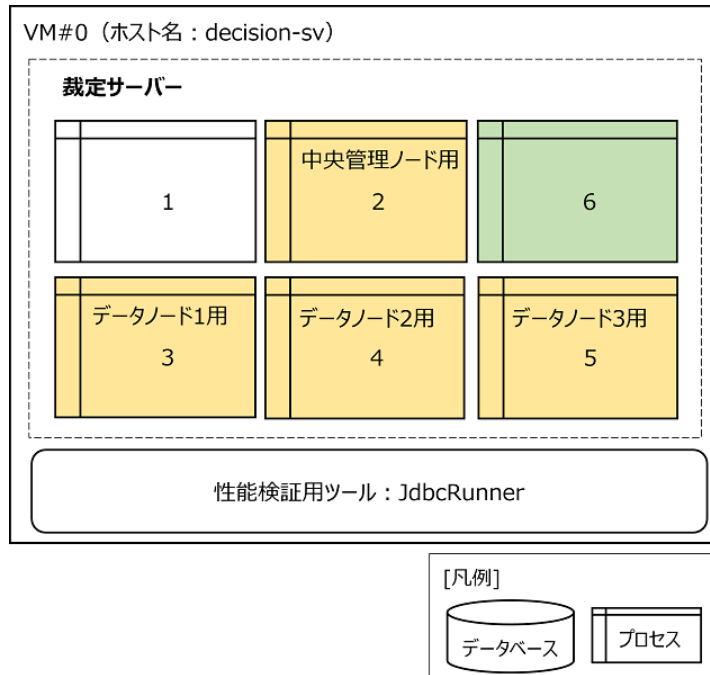 VM#0（ホスト名：decision-sv）
裁定サーバー
1
中央管理ノード用
2
6
データノード1用
3
データノード2用
4
データノード3用
5
性能検証用ツール：JdbcRunner
[凡例]
データベース
プロセス